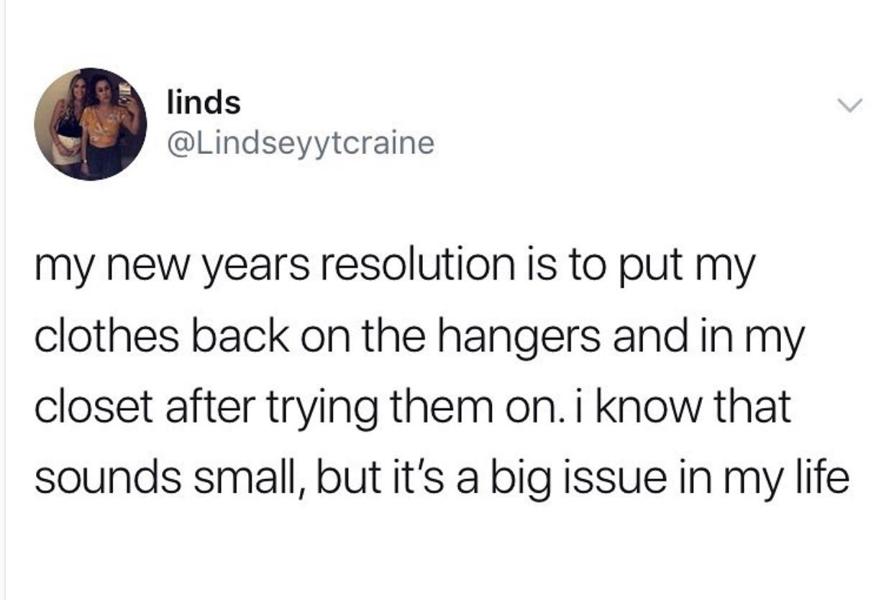 linds
@Lindseyytcraine
my new years resolution is to put my
clothes back on the hangers and in my
closet after trying them on. i know that
sounds small, but it's a big issue in my life